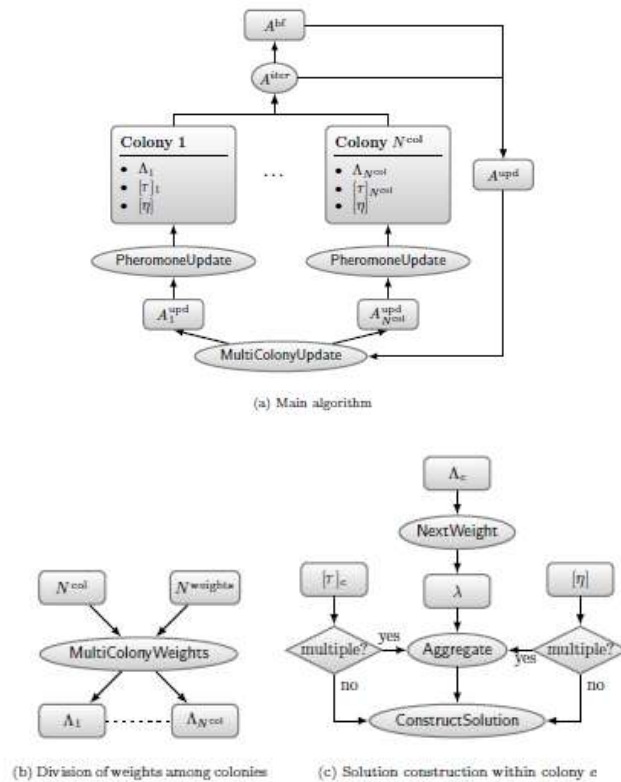 A^bf
A^iter
Colony 1
• Λ_1
• [τ]_1
• [η]
...
Colony N^col
• Λ_N^col
• [τ]_N^col
• [η]
A^upd
PheromoneUpdate
PheromoneUpdate
A_1^upd
A_N^col^upd
MultiColonyUpdate
(a) Main algorithm
N^col
N^weights
MultiColonyWeights
Λ_1
Λ_N^col
(b) Division of weights among colonies
Λ_c
NextWeight
[τ]_c
λ
[η]
multiple?
yes
Aggregate
yes
multiple?
no
no
ConstructSolution
(c) Solution construction within colony c